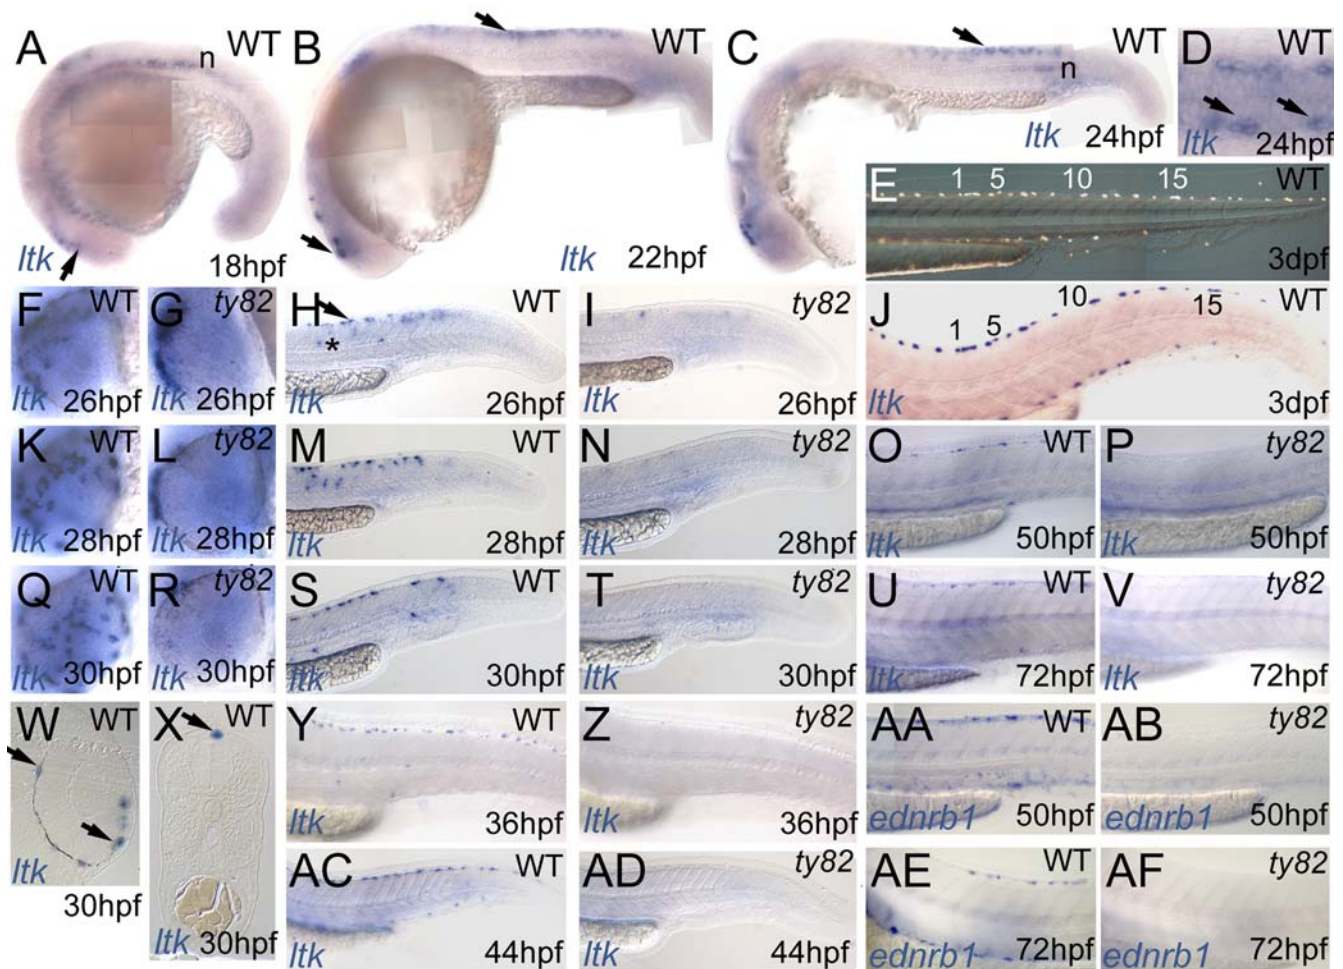 A n WT ltk 18hpf
B WT ltk 22hpf
C WT n ltk 24hpf
D WT ltk 24hpf
E 1 5 10 15 WT 3dpf
F WT ltk 26hpf
G ty82 ltk 26hpf
H WT * ltk 26hpf
I ty82 ltk 26hpf
J WT 1 5 10 15 ltk 3dpf
K WT ltk 28hpf
L ty82 ltk 28hpf
M WT ltk 28hpf
N ty82 ltk 28hpf
O WT ltk 50hpf
P ty82 ltk 50hpf
Q WT ltk 30hpf
R ty82 ltk 30hpf
S WT ltk 30hpf
T ty82 ltk 30hpf
U WT ltk 72hpf
V ty82 ltk 72hpf
W WT ltk 30hpf
X WT ltk 30hpf
Y WT ltk 36hpf
Z ty82 ltk 36hpf
AA WT ednrb1 50hpf
AB ty82 ednrb1 50hpf
AC WT ltk 44hpf
AD ty82 ltk 44hpf
AE WT ednrb1 72hpf
AF ty82 ednrb1 72hpf